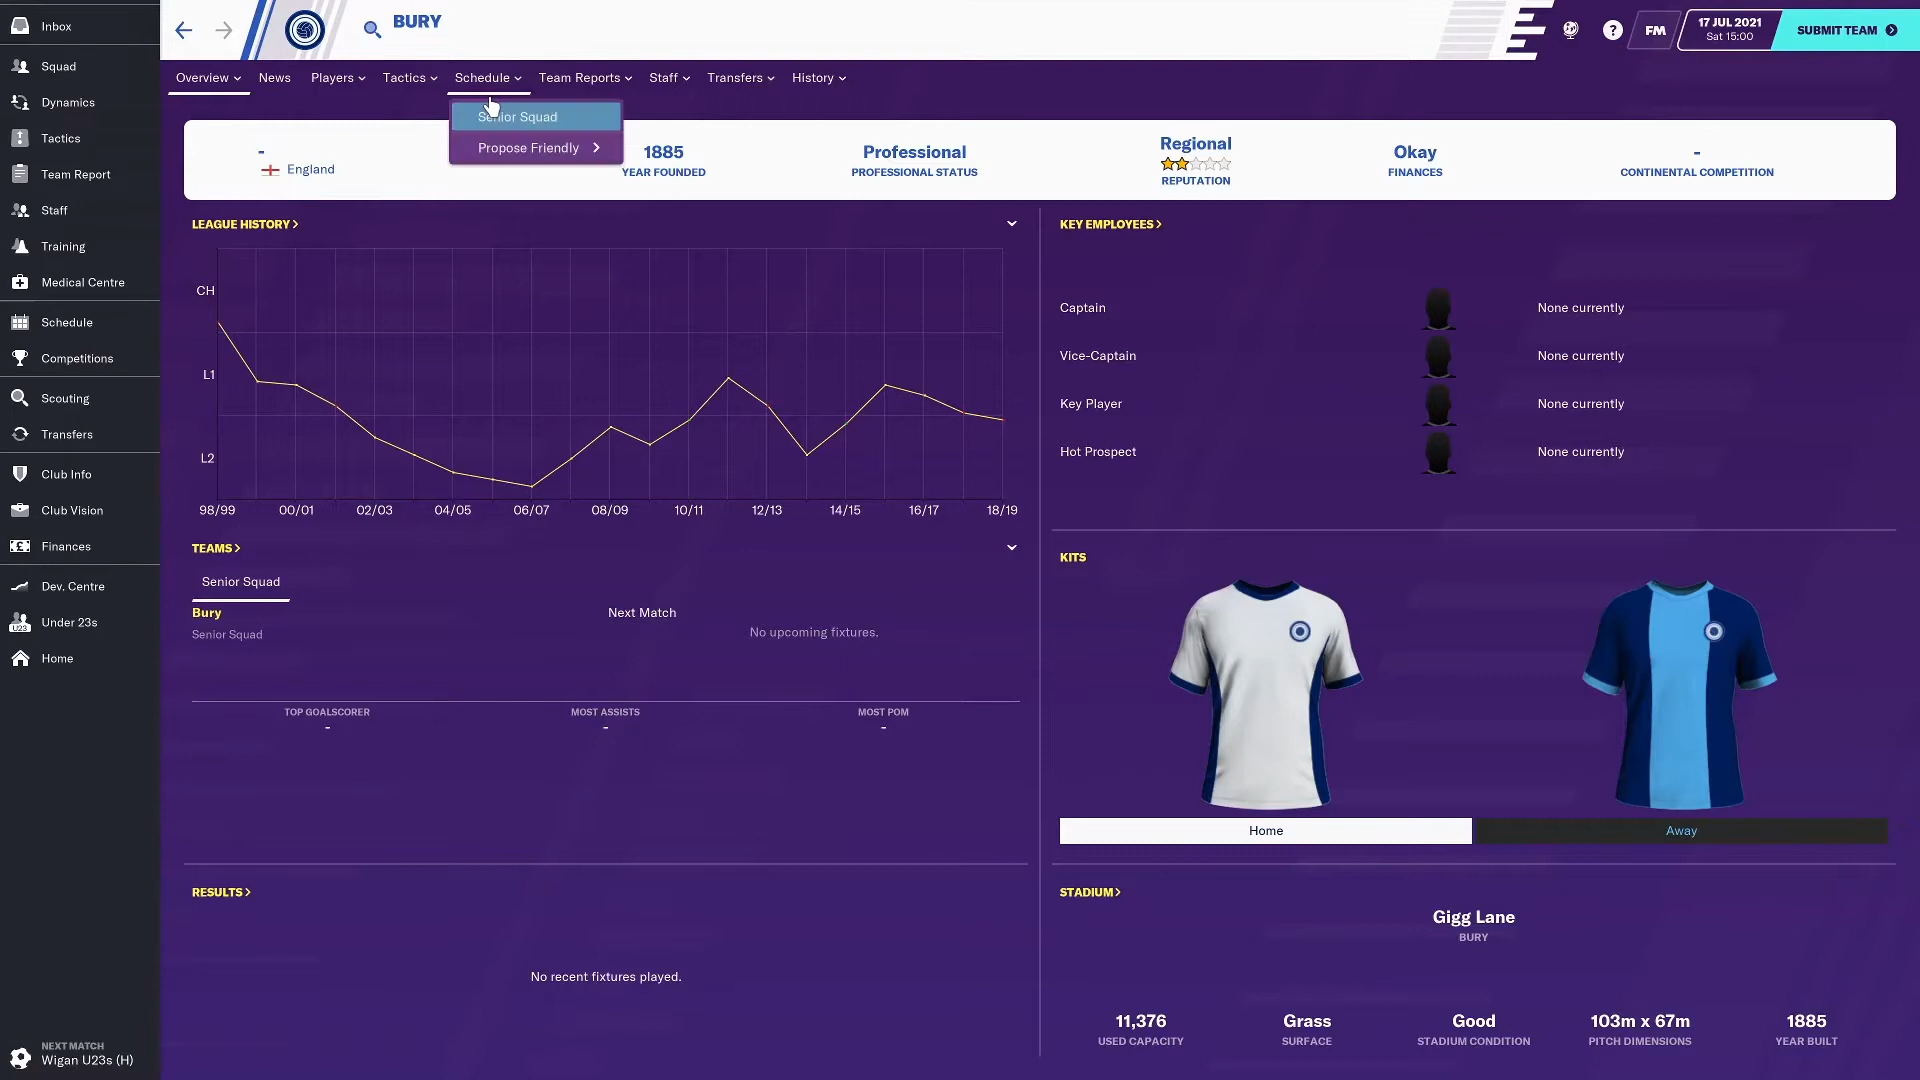 Inbox
Squad
Dynamics
Tactics
Team Report
Staff
Training
Medical Centre
Schedule
Competitions
Scouting
Transfers
Club Info
Club Vision
Finances
Dev. Centre
U23
Under 23s
Home
NEXT MATCH
Wigan U23s (H)
BURY
? FM
17 JUL 2021
Sat 15:00
SUBMIT TEAM
Overview News Players Tactics Schedule Team Reports Staff Transfers History
Senior Squad
Propose Friendly
-
England
1885
YEAR FOUNDED
Professional
PROFESSIONAL STATUS
Regional
REPUTATION
Okay
FINANCES
-
CONTINENTAL COMPETITION
LEAGUE HISTORY
CH
L1
L2
98/99 00/01 02/03 04/05 06/07 08/09 10/11 12/13 14/15 16/17 18/19
TEAMS
Senior Squad
Bury
Senior Squad
Next Match
No upcoming fixtures.
TOP GOALSCORER
-
MOST ASSISTS
-
MOST POM
-
RESULTS
No recent fixtures played.
KEY EMPLOYEES
Captain None currently
Vice-Captain None currently
Key Player None currently
Hot Prospect None currently
KITS
Home
Away
STADIUM
Gigg Lane
BURY
11,376
USED CAPACITY
Grass
SURFACE
Good
STADIUM CONDITION
103m x 67m
PITCH DIMENSIONS
1885
YEAR BUILT